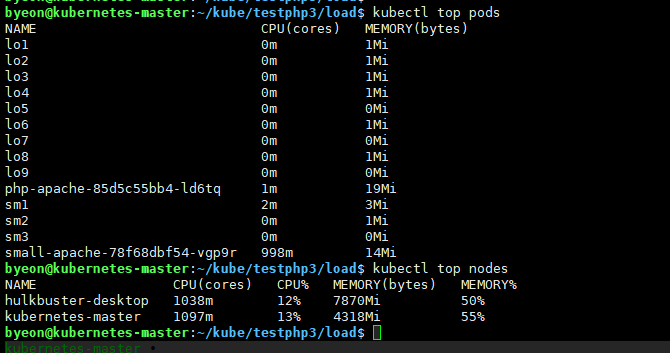 byeon@kubernetes-master:~/kube/testphp3/load$ kubectl top pods
NAME CPU(cores) MEMORY(bytes)
lo1 0m 1Mi
lo2 0m 1Mi
lo3 0m 1Mi
lo4 0m 1Mi
lo5 0m 0Mi
lo6 0m 1Mi
lo7 0m 0Mi
lo8 0m 1Mi
lo9 0m 0Mi
php-apache-85d5c55bb4-ld6tq 1m 19Mi
sm1 2m 3Mi
sm2 0m 1Mi
sm3 0m 0Mi
small-apache-78f68dbf54-vgp9r 998m 14Mi
byeon@kubernetes-master:~/kube/testphp3/load$ kubectl top nodes
NAME CPU(cores) CPU% MEMORY(bytes) MEMORY%
hulkbuster-desktop 1038m 12% 7870Mi 50%
kubernetes-master 1097m 13% 4318Mi 55%
byeon@kubernetes-master:~/kube/testphp3/load$
kubernetes-master